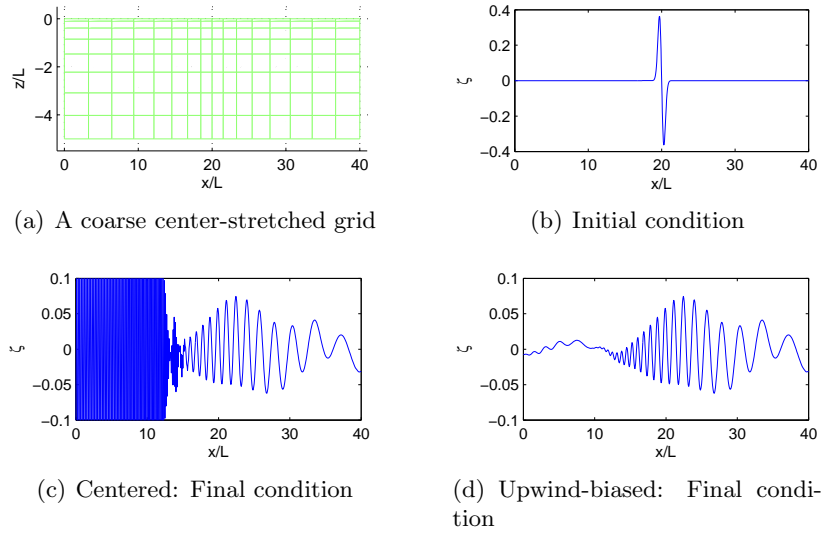 0
−2
−4
z/L
0 10 20 30 40
x/L
(a) A coarse center-stretched grid
0.4
0.2
0
−0.2
−0.4
ζ
0 10 20 30 40
x/L
(b) Initial condition
0.1
0.05
0
−0.05
−0.1
ζ
0 10 20 30 40
x/L
(c) Centered: Final condition
0.1
0.05
0
−0.05
−0.1
ζ
0 10 20 30 40
x/L
(d) Upwind-biased: Final condi-
tion